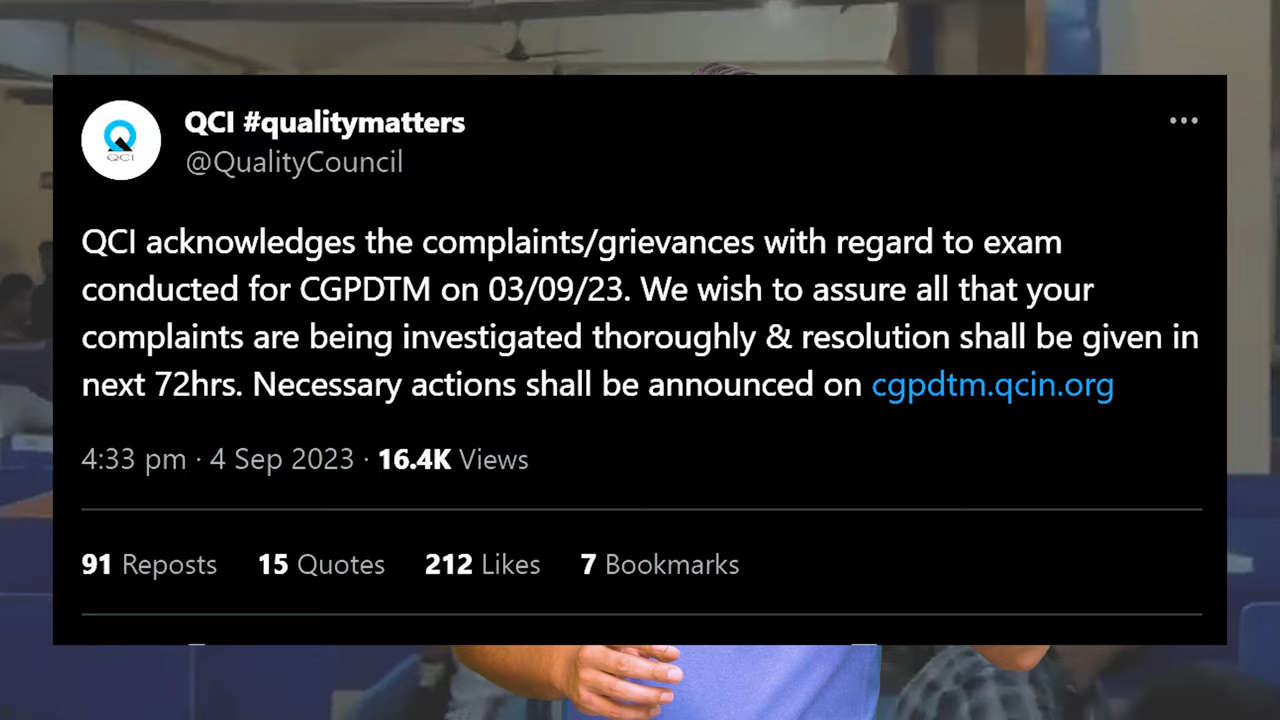 QCI #qualitymatters
@QualityCouncil
QCI
QCI acknowledges the complaints/grievances with regard to exam
conducted for CGPDTM on 03/09/23. We wish to assure all that your
complaints are being investigated thoroughly & resolution shall be given in
next 72hrs. Necessary actions shall be announced on cgpdtm.qcin.org
4:33 pm · 4 Sep 2023 · 16.4K Views
91 Reposts 15 Quotes 212 Likes 7 Bookmarks